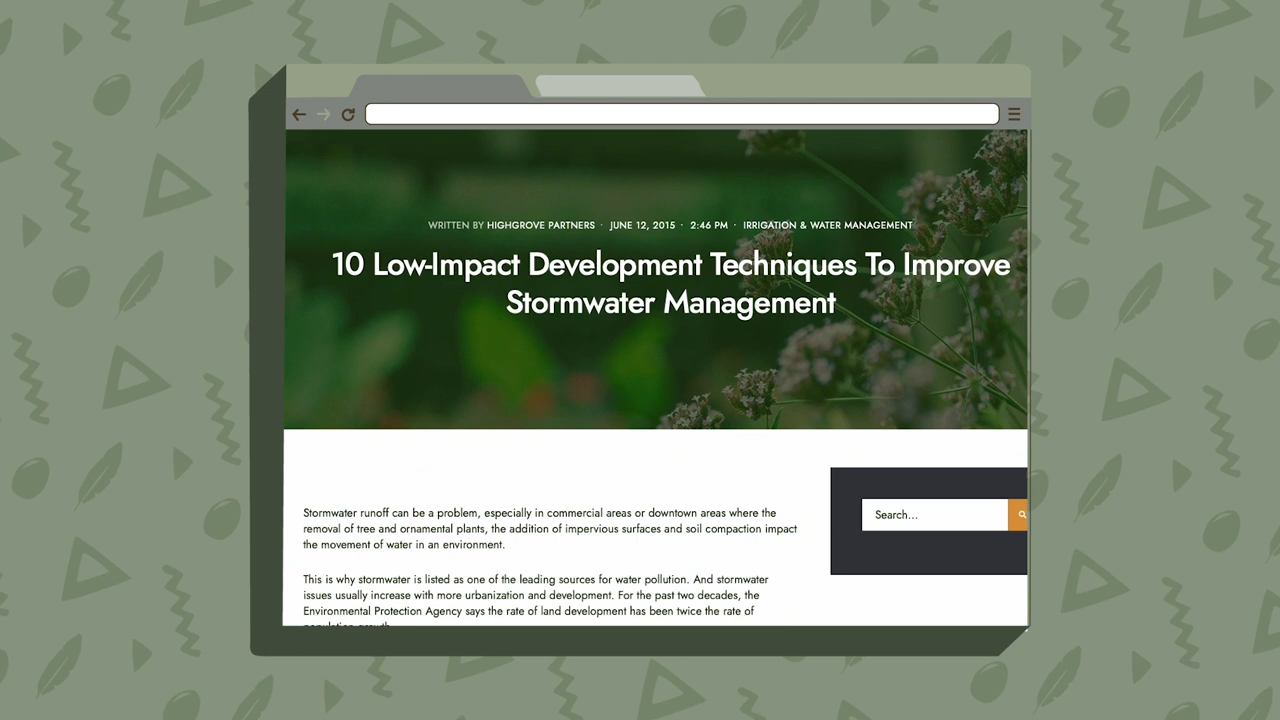 WRITTEN BY HIGHGROVE PARTNERS · JUNE 12, 2015 · 2:46 PM · IRRIGATION & WATER MANAGEMENT
10 Low-Impact Development Techniques To Improve
Stormwater Management
Search...
Stormwater runoff can be a problem, especially in commercial areas or downtown areas where the
removal of tree and ornamental plants, the addition of impervious surfaces and soil compaction impact
the movement of water in an environment.
This is why stormwater is listed as one of the leading sources for water pollution. And stormwater
issues usually increase with more urbanization and development. For the past two decades, the
Environmental Protection Agency says the rate of land development has been twice the rate of
population growth.